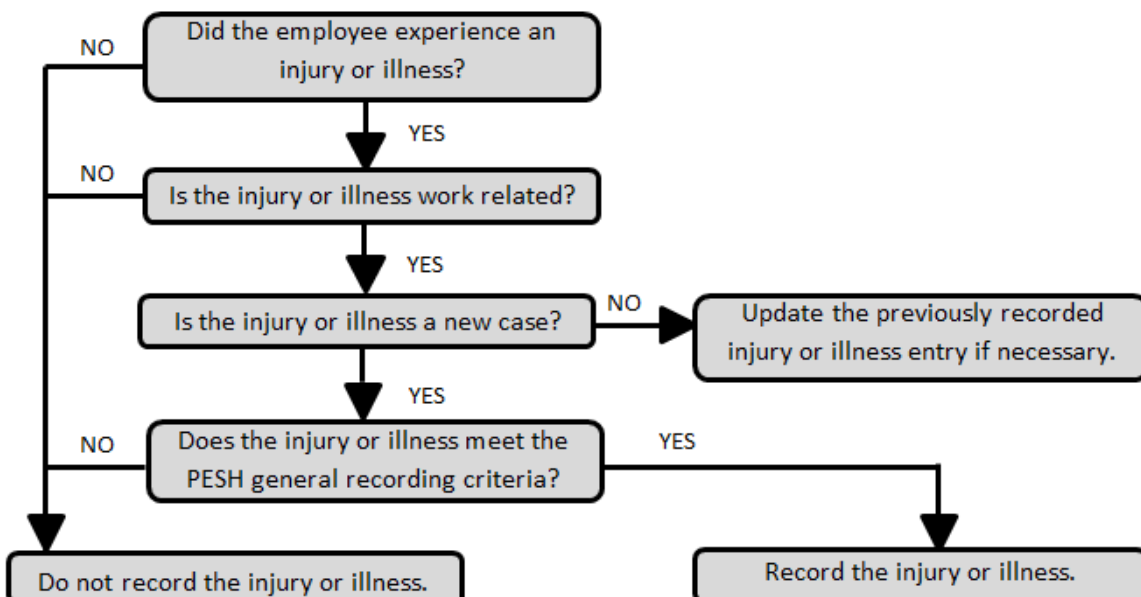 Did the employee experience an
injury or illness?
NO
YES
Is the injury or illness work related?
NO
YES
Is the injury or illness a new case?
NO
Update the previously recorded
injury or illness entry if necessary.
YES
Does the injury or illness meet the
PESH general recording criteria?
NO
YES
Do not record the injury or illness.
Record the injury or illness.